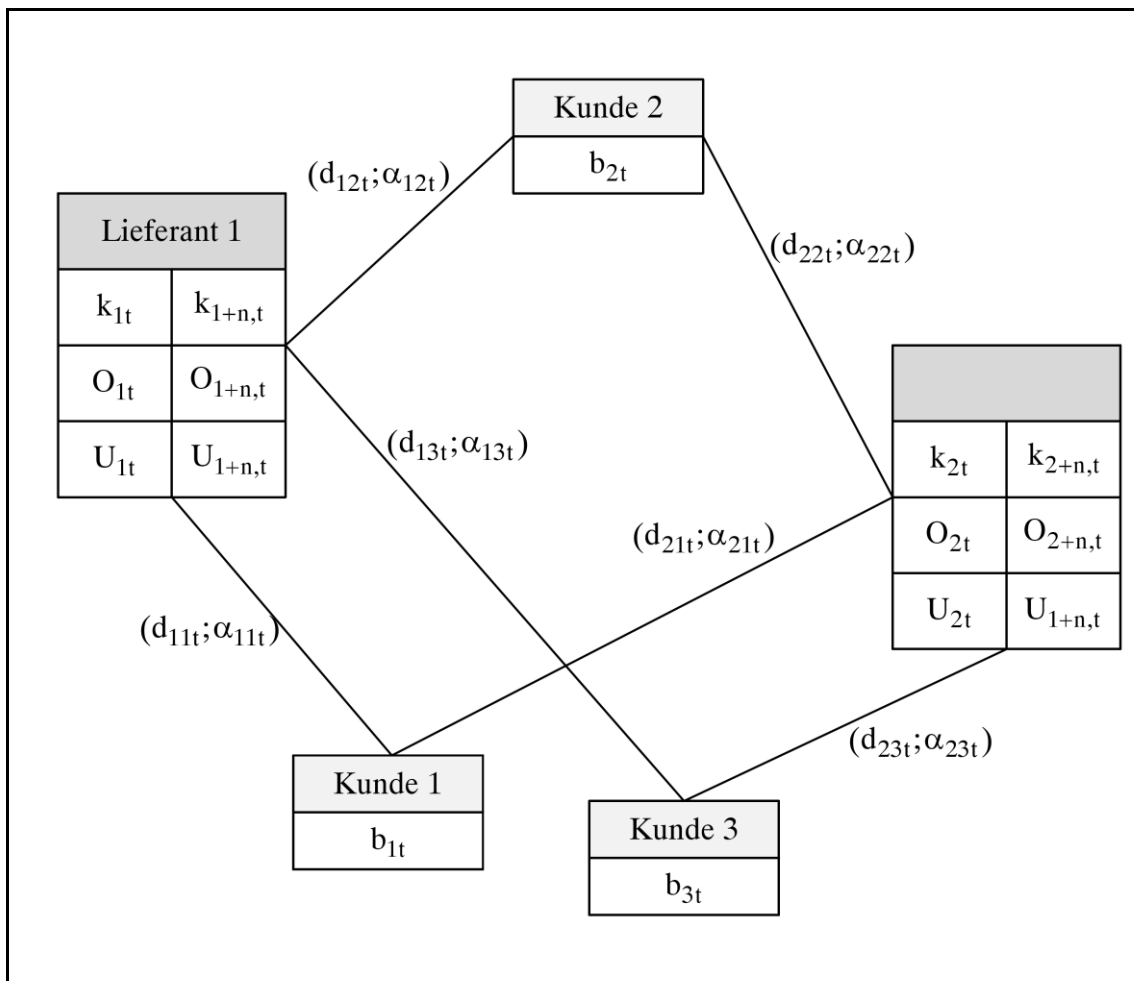 Kunde 2
b2t
(d12t;α12t)
Lieferant 1
k1t k1+n,t
O1t O1+n,t
U1t U1+n,t
(d22t;α22t)
(d13t;α13t)
k2t k2+n,t
O2t O2+n,t
U2t U1+n,t
(d21t;α21t)
(d11t;α11t)
(d23t;α23t)
Kunde 1
b1t
Kunde 3
b3t